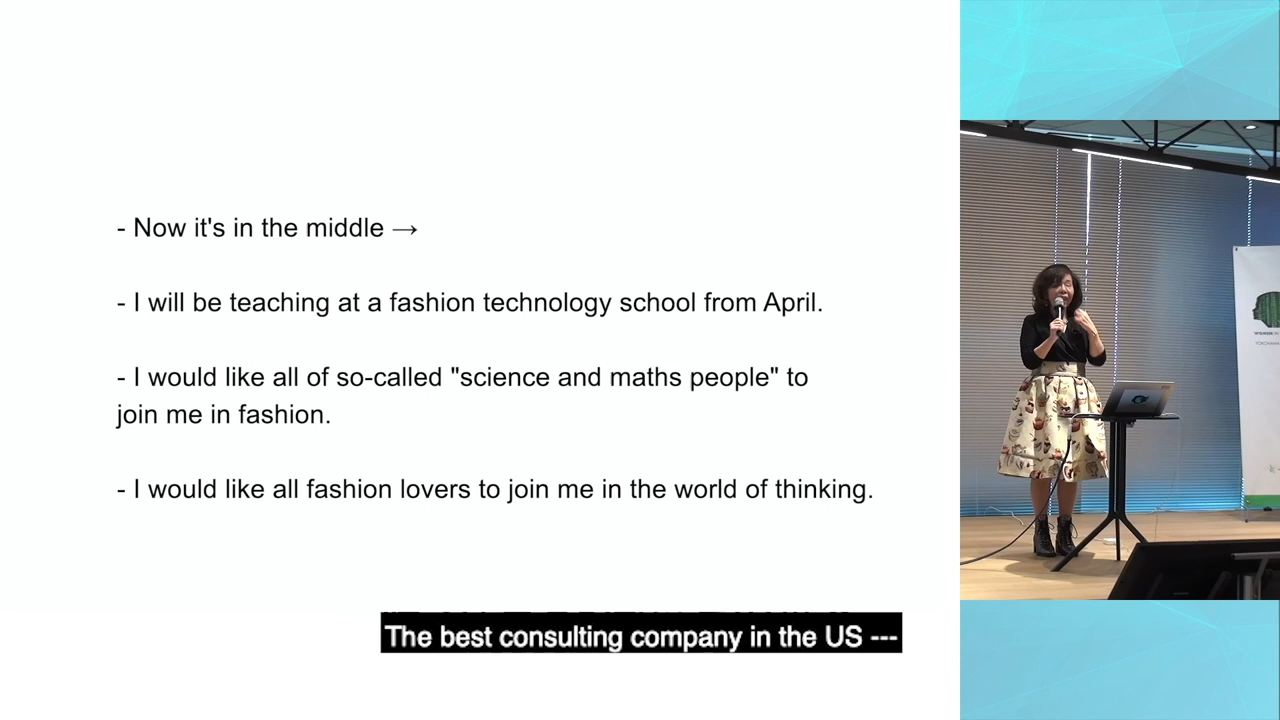 - Now it's in the middle →
- I will be teaching at a fashion technology school from April.
- I would like all of so-called "science and maths people" to
join me in fashion.
- I would like all fashion lovers to join me in the world of thinking.
The best consulting company in the US ---